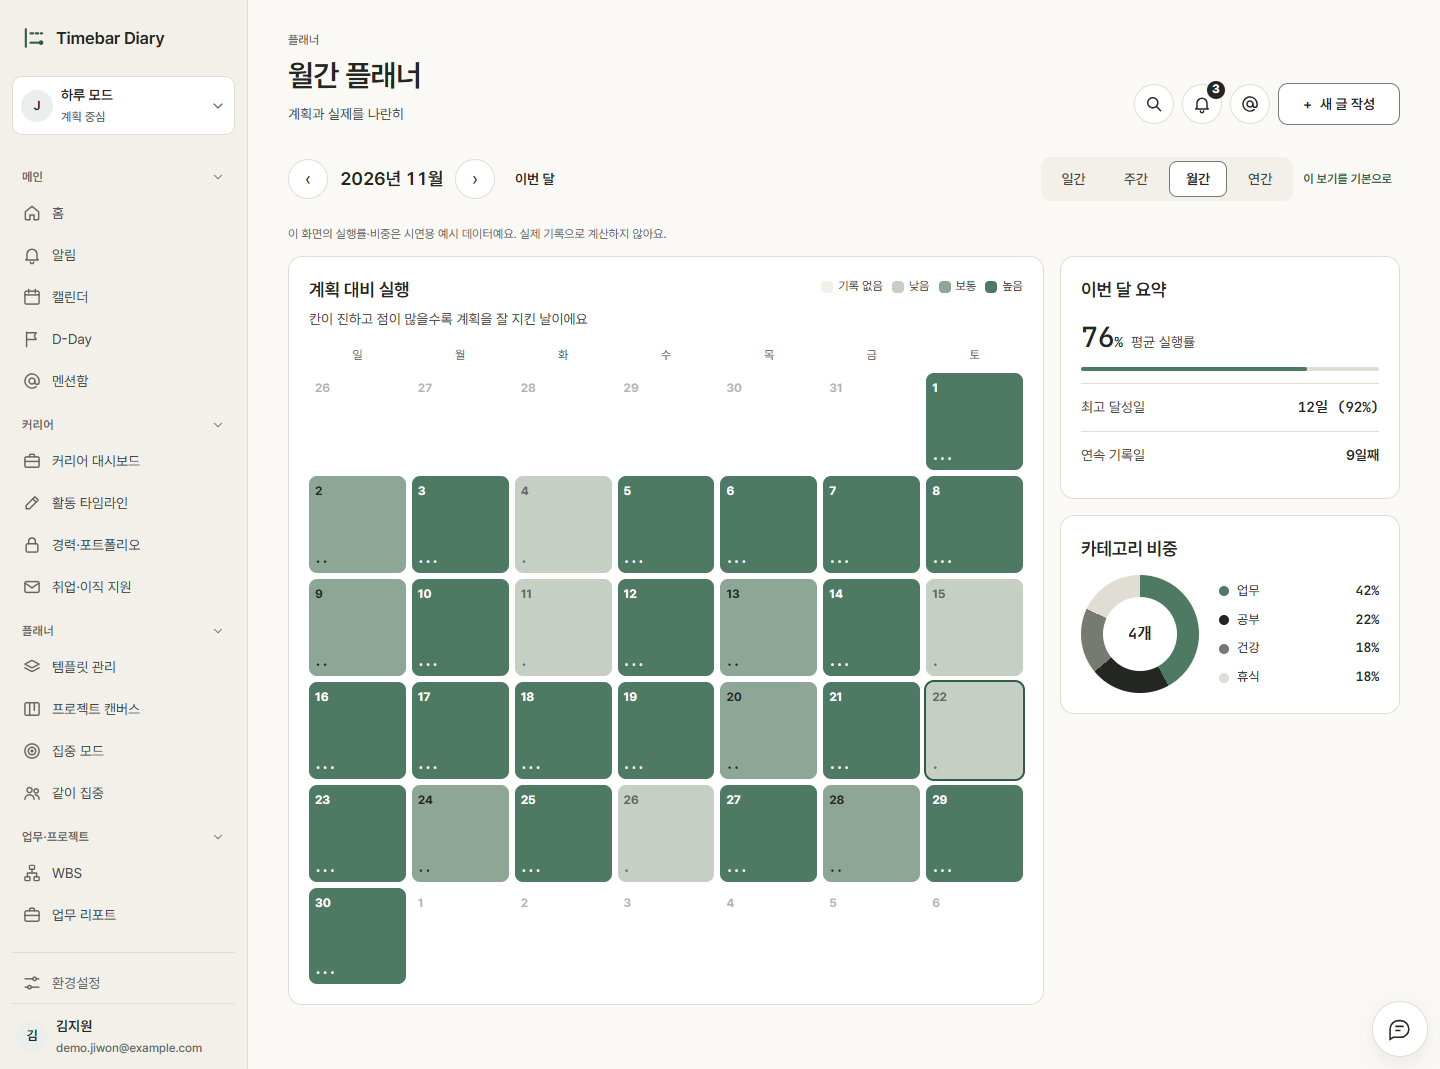 Timebar Diary
J
하루 모드
계획 중심
메인
홈
알림
캘린더
D-Day
멘션함
커리어
커리어 대시보드
활동 타임라인
경력·포트폴리오
취업·이직 지원
플래너
템플릿 관리
프로젝트 캔버스
집중 모드
같이 집중
업무·프로젝트
WBS
업무 리포트
환경설정
김
김지원
demo.jiwon@example.com
플래너
월간 플래너
계획과 실제를 나란히
3
+ 새 글 작성
‹ 2026년 11월 › 이번 달
일간 주간 월간 연간 이 보기를 기본으로
이 화면의 실행률·비중은 시연용 예시 데이터예요. 실제 기록으로 계산하지 않아요.
계획 대비 실행
기록 없음 낮음 보통 높음
칸이 진하고 점이 많을수록 계획을 잘 지킨 날이에요
일 월 화 수 목 금 토
26 27 28 29 30 31 1
2 3 4 5 6 7 8
9 10 11 12 13 14 15
16 17 18 19 20 21 22
23 24 25 26 27 28 29
30 1 2 3 4 5 6
이번 달 요약
76% 평균 실행률
최고 달성일 12일 (92%)
연속 기록일 9일째
카테고리 비중
4개
업무 42%
공부 22%
건강 18%
휴식 18%